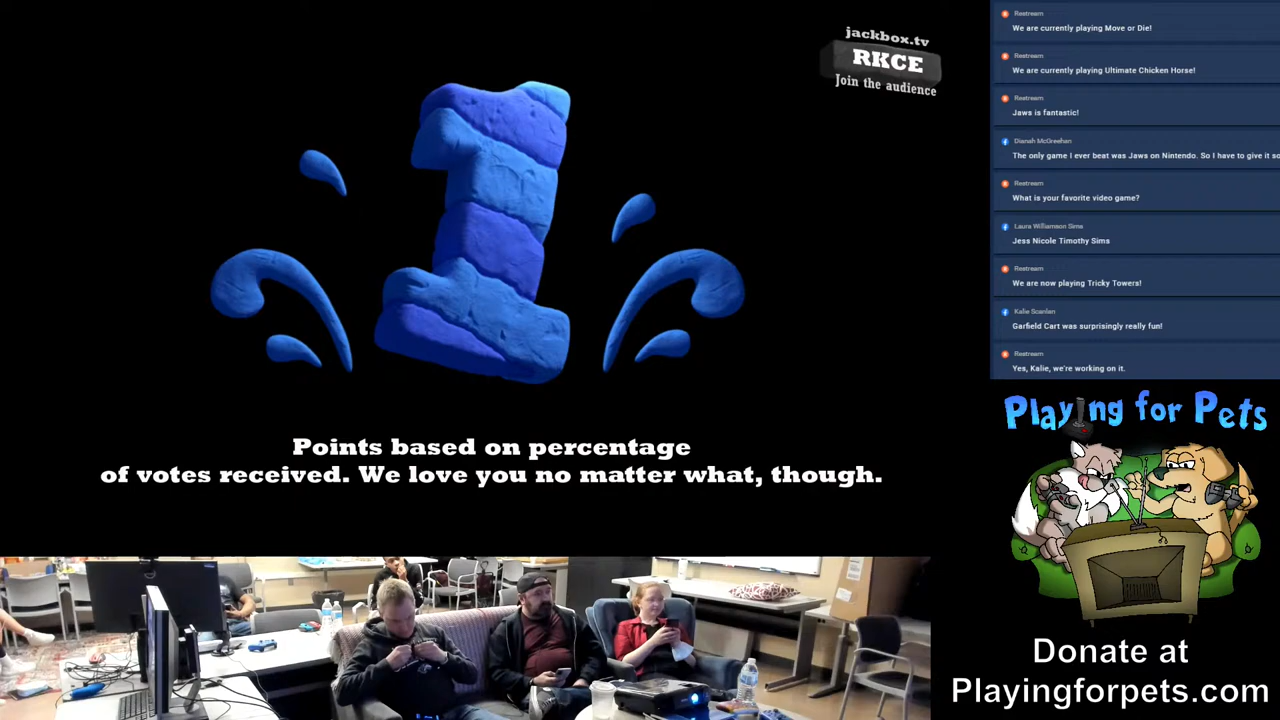 jackbox.tv
RKCE
Join the audience
Points based on percentage
of votes received. We love you no matter what, though.
Restream
We are currently playing Move or Die!
Restream
We are currently playing Ultimate Chicken Horse!
Restream
Jaws is fantastic!
Dianah McGreehan
The only game I ever beat was Jaws on Nintendo. So I have to give it so
Restream
What is your favorite video game?
Laura Williamson Sims
Jess Nicole Timothy Sims
Restream
We are now playing Tricky Towers!
Kalie Scanlan
Garfield Cart was surprisingly really fun!
Restream
Yes, Kalie, we're working on it.
Playing for Pets
Donate at
Playingforpets.com
1